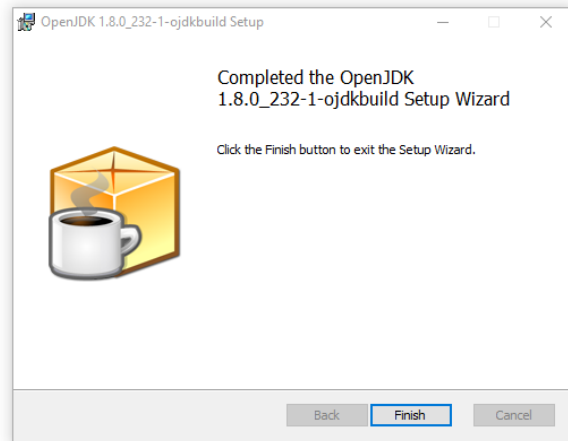 OpenJDK 1.8.0_232-1-ojdkbuild Setup
Completed the OpenJDK
1.8.0_232-1-ojdkbuild Setup Wizard
Click the Finish button to exit the Setup Wizard.
Back
Finish
Cancel